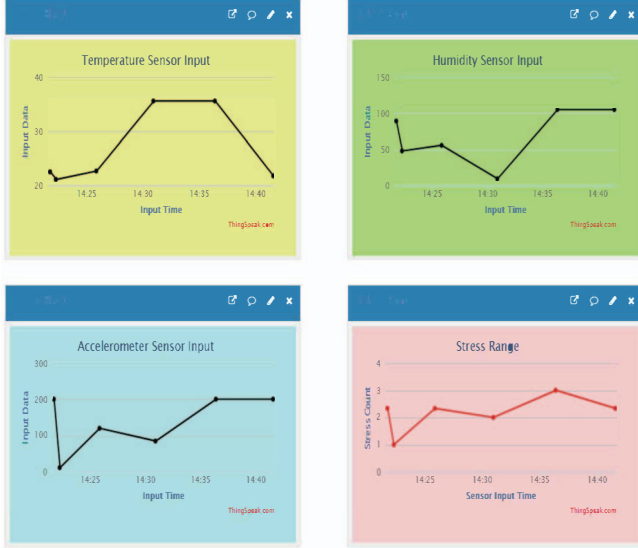 Temperature Sensor Input
Input Data
40
30
20
14:25
14:30
14:35
14:40
Input Time
ThingSpeak.com
Humidity Sensor Input
Input Data
150
100
50
0
14:25
14:30
14:35
14:40
Input Time
ThingSpeak.com
Accelerometer Sensor Input
Input Data
300
200
100
0
14:25
14:30
14:35
14:40
Input Time
ThingSpeak.com
Stress Range
Stress Count
4
3
2
1
0
14:25
14:30
14:35
14:40
Sensor Input Time
ThingSpeak.com